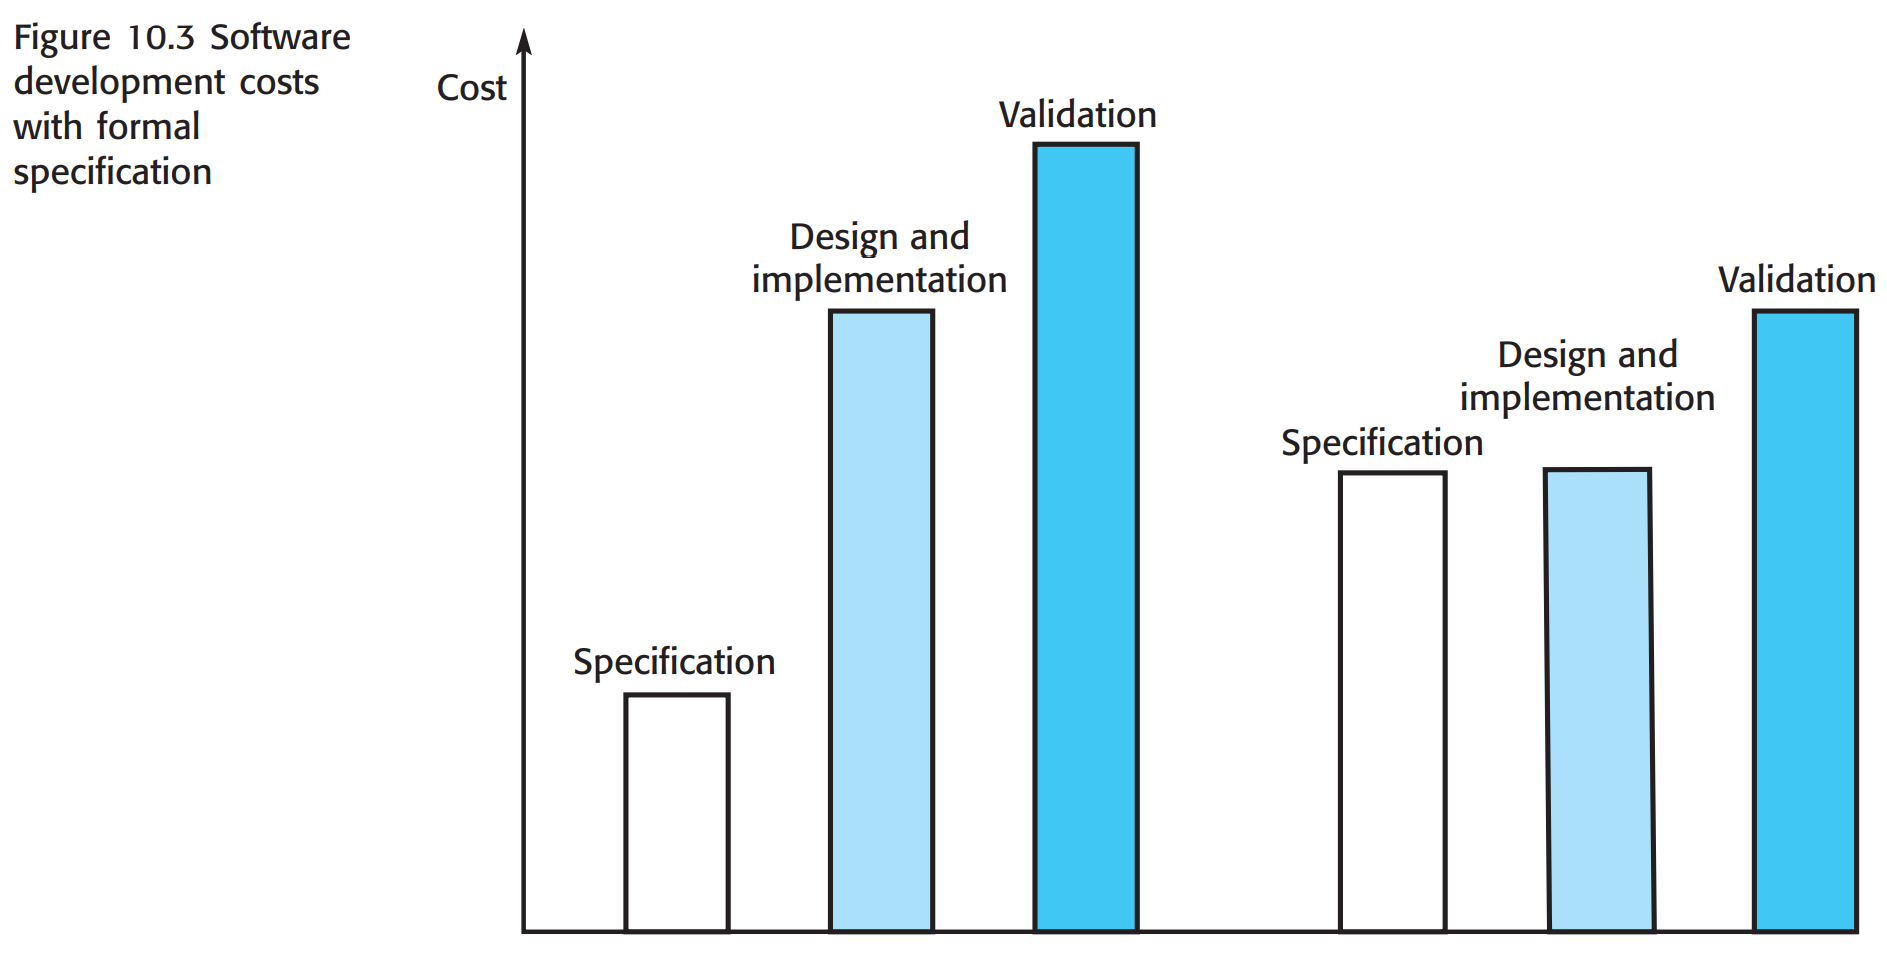 Figure 10.3 Software
development costs
with formal
specification
Cost
Validation
Design and
implementation
Specification
Validation
Design and
implementation
Specification